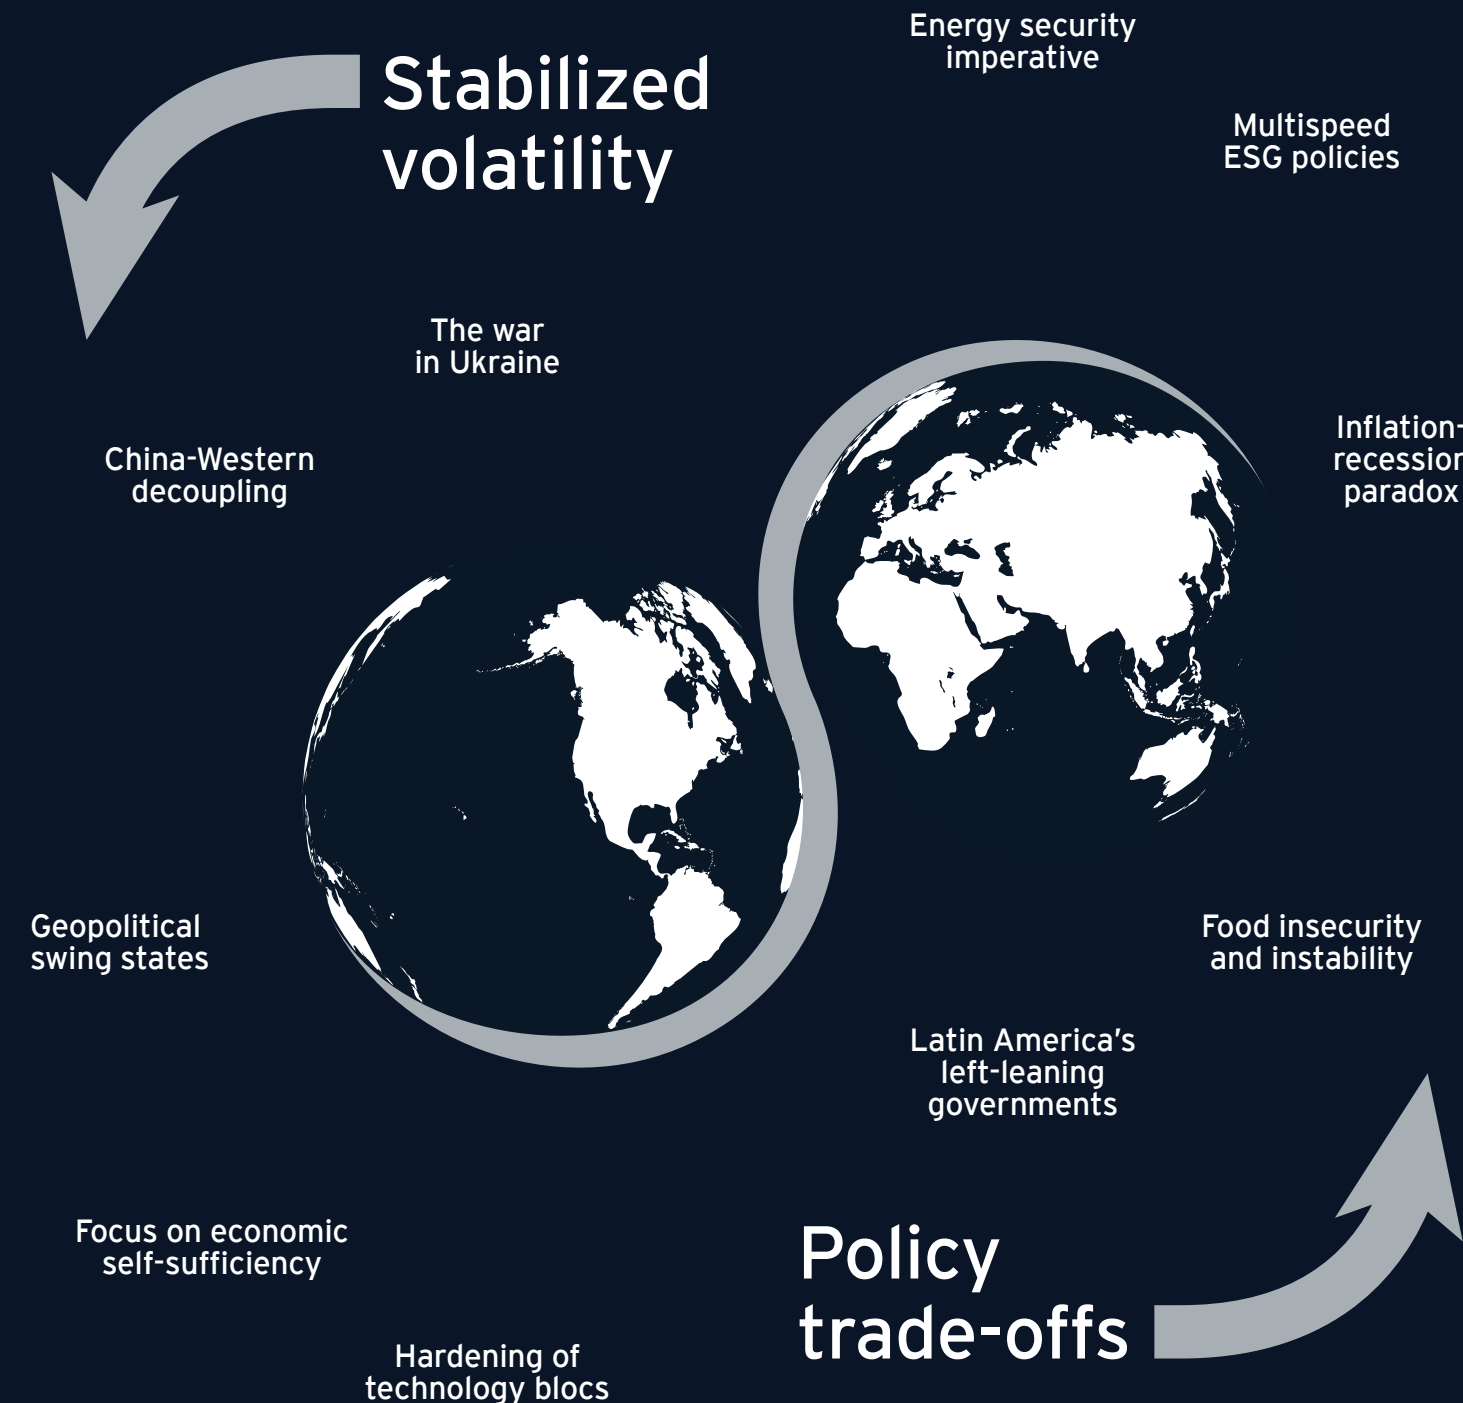 Energy security
imperative
Stabilized
volatility
Multispeed
ESG policies
The war
in Ukraine
Inflation-
recession
paradox
China-Western
decoupling
Geopolitical
swing states
Food insecurity
and instability
Latin America's
left-leaning
governments
Focus on economic
self-sufficiency
Policy
trade-offs
Hardening of
technology blocs